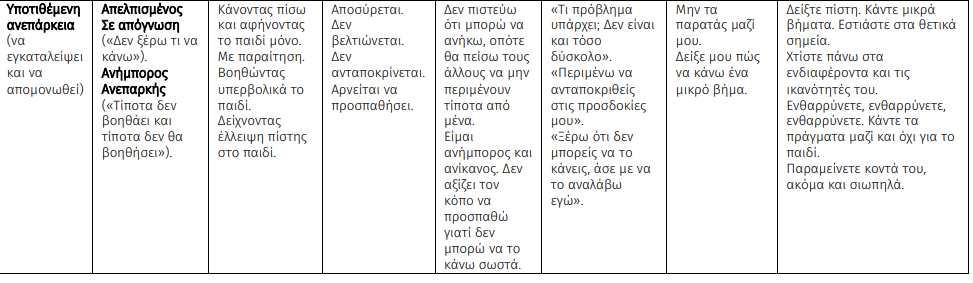 Υποτιθέμενη
ανεπάρκεια
(να
εγκαταλείψει
και να
απομονωθεί)
Απελπισμένος
Σε απόγνωση
(«Δεν ξέρω τι να
κάνω»).
Ανήμπορος
Ανεπαρκής
(«Τίποτα δεν
βοηθάει και
τίποτα δεν θα
βοηθήσει»).
Κάνοντας πίσω
και αφήνοντας
το παιδί μόνο.
Με παραίτηση.
Βοηθώντας
υπερβολικά το
παιδί.
Δείχνοντας
έλλειψη πίστης
στο παιδί.
Αποσύρεται.
Δεν
βελτιώνεται.
Δεν
ανταποκρίνεται.
Αρνείται να
προσπαθήσει.
Δεν πιστεύω
ότι μπορώ να
ανήκω, οπότε
θα πείσω τους
άλλους να μην
περιμένουν
τίποτα από
μένα.
Είμαι
ανήμπορος και
ανίκανος. Δεν
αξίζει τον
κόπο να
προσπαθώ
γιατί δεν
μπορώ να το
κάνω σωστά.
«Τι πρόβλημα
υπάρχει; Δεν είναι
και τόσο
δύσκολο».
«Περιμένω να
ανταποκριθείς
στις προσδοκίες
μου».
«Ξέρω ότι δεν
μπορείς να το
κάνεις, άσε με να
το αναλάβω
εγώ».
Μην τα
παρατάς μαζί
μου.
Δείξε μου πώς
να κάνω ένα
μικρό βήμα.
Δείξτε πίστη. Κάντε μικρά
βήματα. Εστιάστε στα θετικά
σημεία.
Χτίστε πάνω στα
ενδιαφέροντα και τις
ικανότητές του.
Ενθαρρύνετε, ενθαρρύνετε,
ενθαρρύνετε. Κάντε τα
πράγματα μαζί και όχι για το
παιδί.
Παραμείνετε κοντά του,
ακόμα και σιωπηλά.